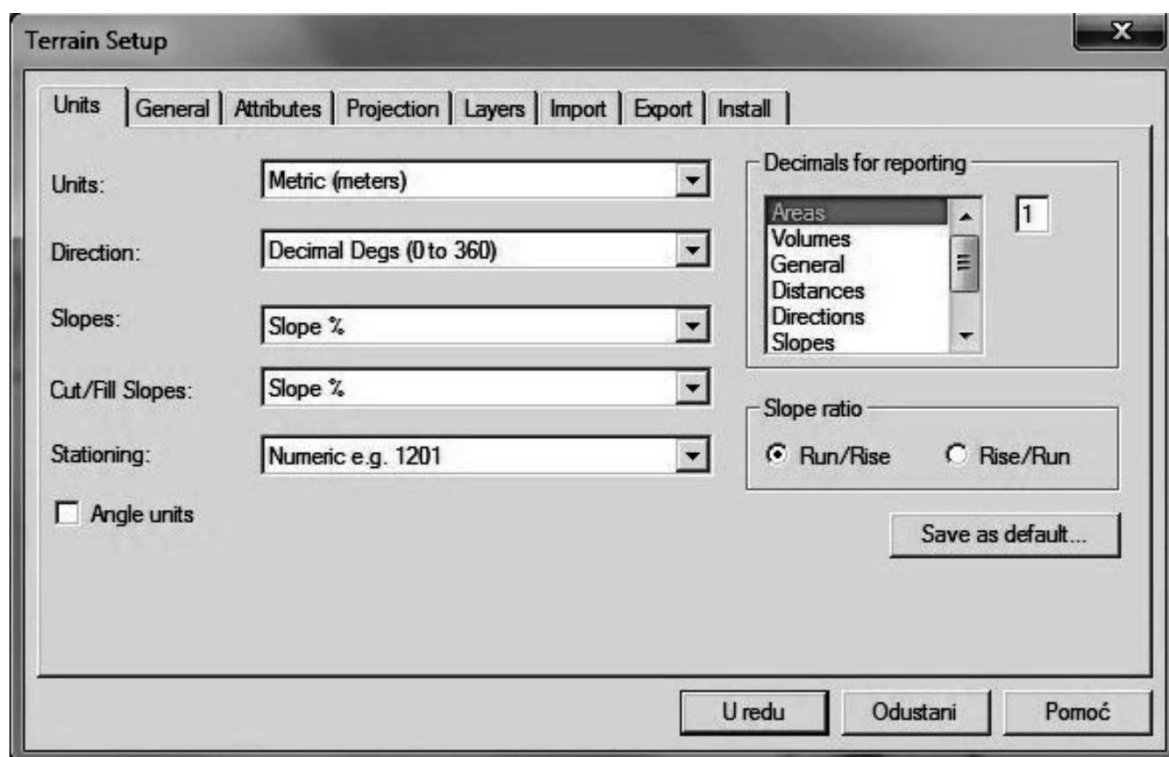 Terrain Setup
Units General Attributes Projection Layers Import Export Install
Units: Metric (meters)
Direction: Decimal Degs (0 to 360)
Slopes: Slope %
Cut/Fill Slopes: Slope %
Stationing: Numeric e.g. 1201
Angle units
Decimals for reporting
Areas 1
Volumes
General
Distances
Directions
Slopes
Slope ratio
Run/Rise Rise/Run
Save as default...
U redu Odustani Pomoć